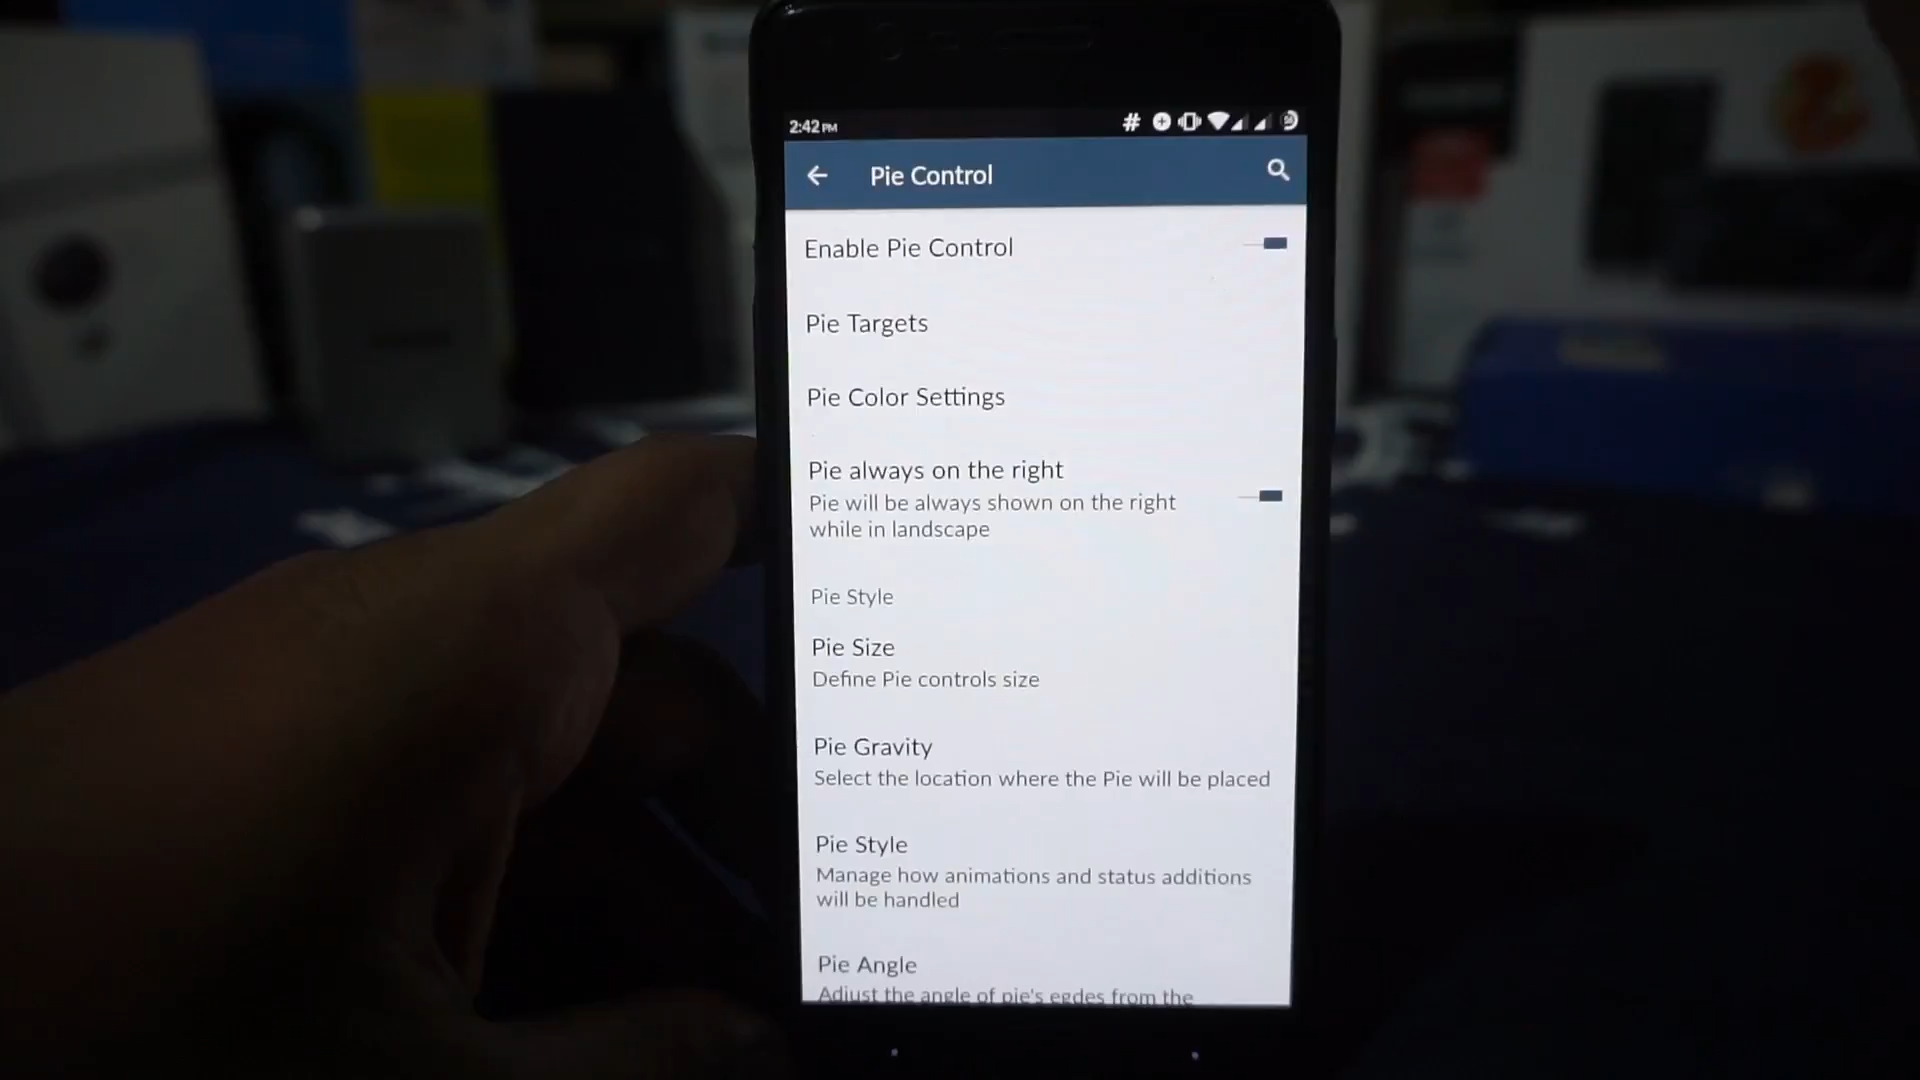 2:42 PM
Pie Control
Enable Pie Control
Pie Targets
Pie Color Settings
Pie always on the right
Pie will be always shown on the right
while in landscape
Pie Style
Pie Size
Define Pie controls size
Pie Gravity
Select the location where the Pie will be placed
Pie Style
Manage how animations and status additions
will be handled
Pie Angle
Adjust the angle of pie's egdes from the